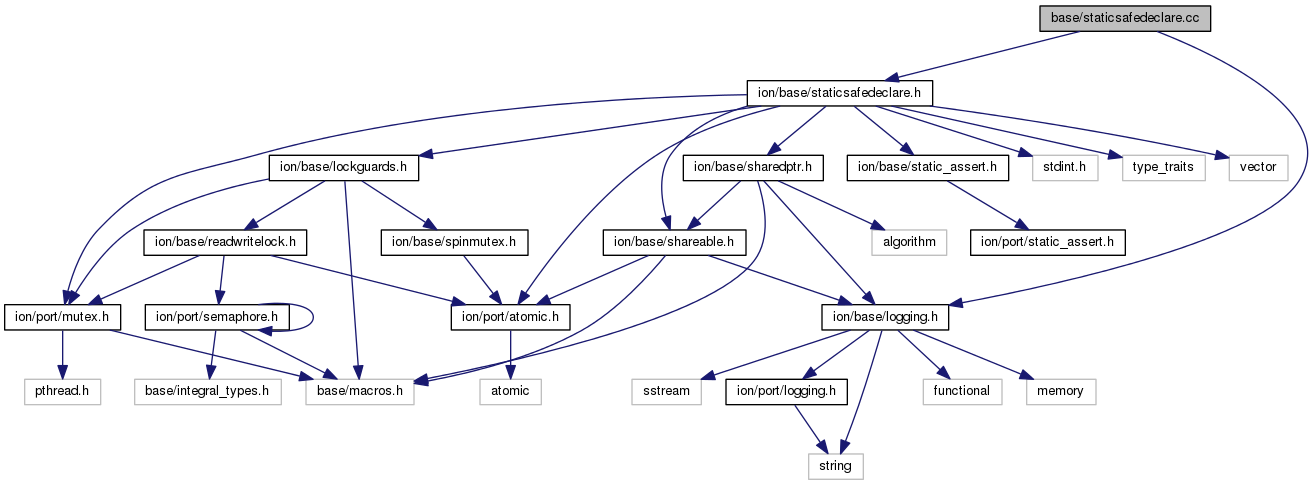 base/staticsafedeclare.cc
ion/base/staticsafedeclare.h
ion/base/lockguards.h
ion/base/sharedptr.h
ion/base/static_assert.h
stdint.h
type_traits
vector
ion/base/readwritelock.h
ion/base/spinmutex.h
ion/base/shareable.h
algorithm
ion/port/static_assert.h
ion/port/mutex.h
ion/port/semaphore.h
ion/port/atomic.h
ion/base/logging.h
pthread.h
base/integral_types.h
base/macros.h
atomic
sstream
ion/port/logging.h
functional
memory
string